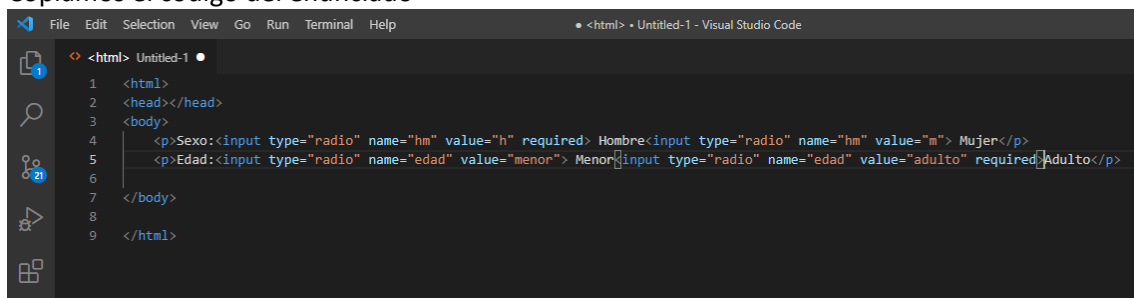 Copiamos el código del enunciado
File Edit Selection View Go Run Terminal Help ● <html> • Untitled-1 - Visual Studio Code
<html> Untitled-1 ●
1 <html>
2 <head></head>
3 <body>
4 <p>Sexo:<input type="radio" name="hm" value="h" required> Hombre<input type="radio" name="hm" value="m"> Mujer</p>
5 <p>Edad:<input type="radio" name="edad" value="menor"> Menor<input type="radio" name="edad" value="adulto" required>Adulto</p>
6
7 </body>
8
9 </html>
1
21